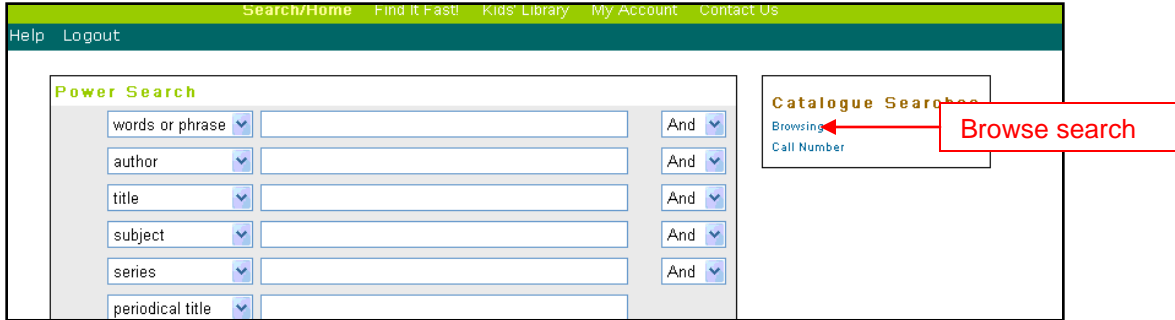 Search/Home Find It Fast! Kids' Library My Account Contact Us
Help Logout
Power Search
words or phrase And
author And
title And
subject And
series And
periodical title
Catalogue Searches
Browsing
Call Number
Browse search